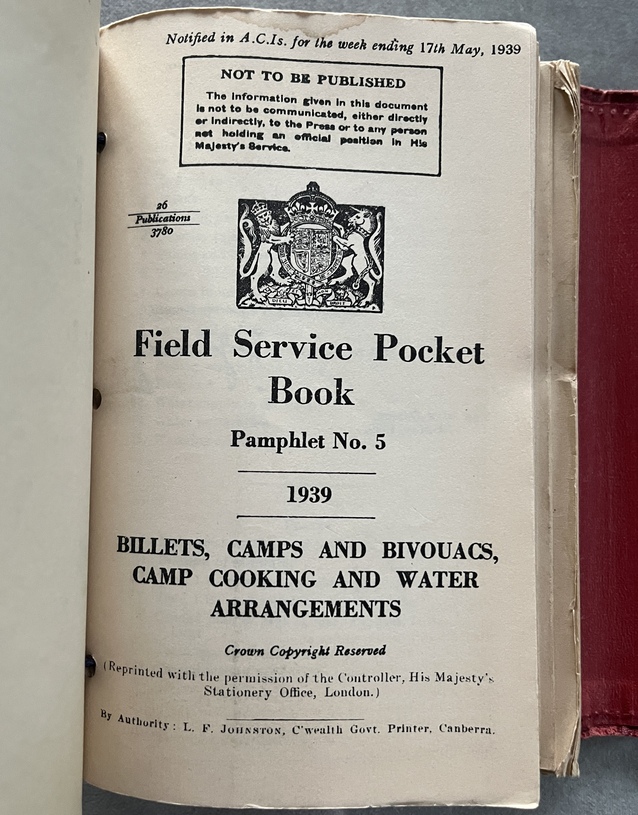 Notified in A.C.Is. for the week ending 17th May, 1939
NOT TO BE PUBLISHED
The information given in this document
is not to be communicated, either directly
or indirectly, to the Press or to any person
not holding an official position in His
Majesty's Service.
26
Publications
3780
DIEU ET MON DROIT
Field Service Pocket
Book
Pamphlet No. 5
1939
BILLETS, CAMPS AND BIVOUACS,
CAMP COOKING AND WATER
ARRANGEMENTS
Crown Copyright Reserved
(Reprinted with the permission of the Controller, His Majesty's
Stationery Office, London.)
By Authority: L. F. JOHNSTON, C'wealth Govt. Printer, Canberra.